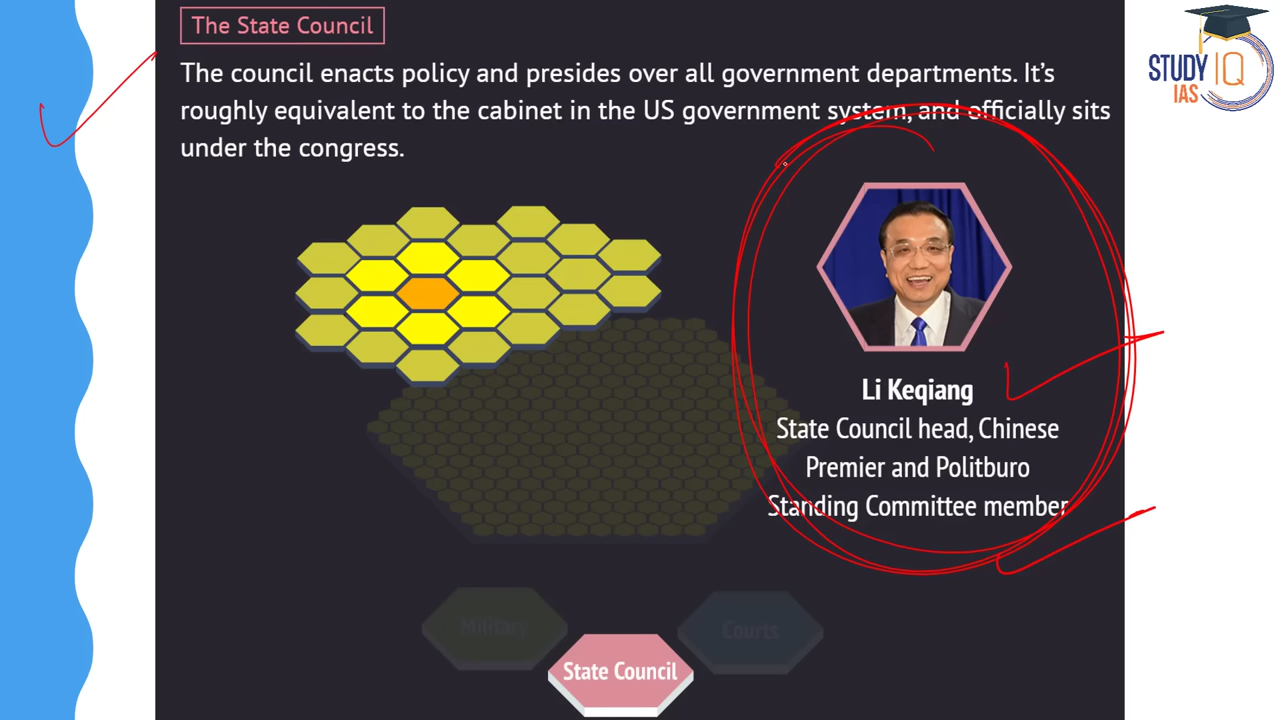 The State Council
The council enacts policy and presides over all government departments. It's
roughly equivalent to the cabinet in the US government system, and officially sits
under the congress.
STUDY IQ
IAS
Li Keqiang
State Council head, Chinese
Premier and Politburo
Standing Committee member
Military
Courts
State Council